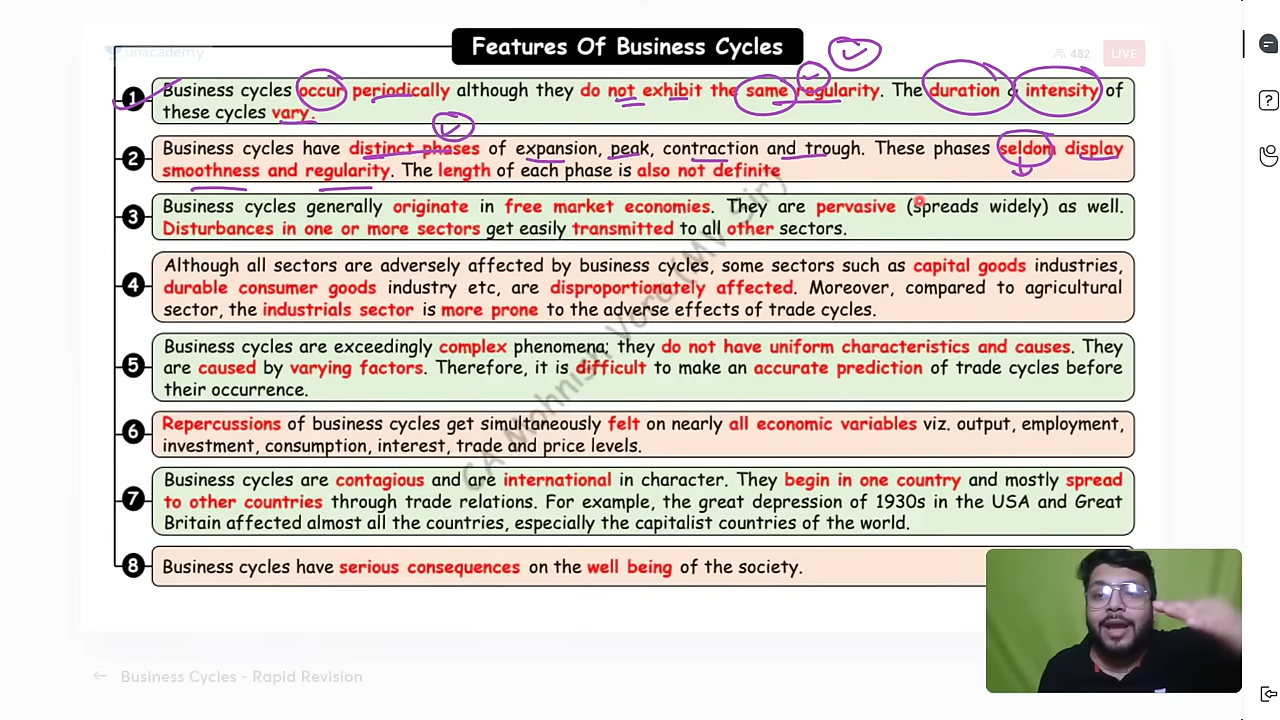 Features Of Business Cycles
unacademy
482
LIVE
1
Business cycles occur periodically although they do not exhibit the same regularity. The duration & intensity of
these cycles vary.
2
Business cycles have distinct phases of expansion, peak, contraction and trough. These phases seldom display
smoothness and regularity. The length of each phase is also not definite
3
Business cycles generally originate in free market economies. They are pervasive (spreads widely) as well.
Disturbances in one or more sectors get easily transmitted to all other sectors.
4
Although all sectors are adversely affected by business cycles, some sectors such as capital goods industries,
durable consumer goods industry etc, are disproportionately affected. Moreover, compared to agricultural
sector, the industrials sector is more prone to the adverse effects of trade cycles.
5
Business cycles are exceedingly complex phenomena; they do not have uniform characteristics and causes. They
are caused by varying factors. Therefore, it is difficult to make an accurate prediction of trade cycles before
their occurrence.
6
Repercussions of business cycles get simultaneously felt on nearly all economic variables viz. output, employment,
investment, consumption, interest, trade and price levels.
7
Business cycles are contagious and are international in character. They begin in one country and mostly spread
to other countries through trade relations. For example, the great depression of 1930s in the USA and Great
Britain affected almost all the countries, especially the capitalist countries of the world.
8
Business cycles have serious consequences on the well being of the society.
CA Mohnish Vora (MV Sir)
← Business Cycles - Rapid Revision
?